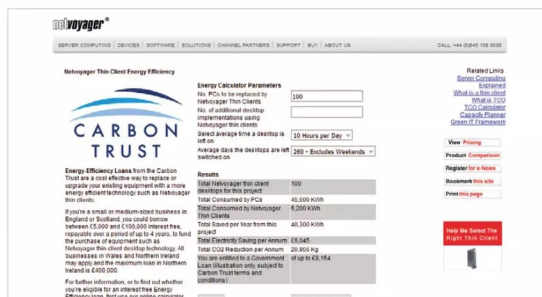 netvoyager
SERVER COMPUTING | DEVICES | SOFTWARE | SOLUTIONS | CHANNEL PARTNERS | SUPPORT | BUY | ABOUT US
CALL +44 (0)845 108
Netvoyager Thin Client Energy Efficiency
CARBON
TRUST
Energy-Efficiency Loans from the Carbon
Trust are a cost effective way to replace or
upgrade your existing equipment with a more
energy efficient technology such as Netvoyager
thin clients.
If you're a small or medium-sized business in
England or Scotland, you could borrow
between £5,000 and £100,000 interest free,
repayable over a period of up to 4 years, to fund
the purchase of equipment such as
Netvoyager thin client desktop technology. All
businesses in Wales and Northern Ireland
may apply and the maximum loan in Northern
Ireland is £400,000.
For further information, or to find out whether
you're eligible for an interest free Energy
Efficiency loan, first use our online calculator
Energy Calculator Parameters
No. PCs to be replaced by
Netvoyager Thin Clients
100
No. of additional desktop
implementations using
Netvoyager thin clients
Select average time a desktop is
left on
10 Hours per Day
Average days the desktops are left
switched on
260 - Excludes Weekends
Results
Total Netvoyager thin client
desktops for this project
100
Total Consumed by PCs
45,500 KWh
Total Consumed by Netvoyager
Thin Clients
5,200 KWh
Total Saved per Year from this
project
40,300 KWh
Total Electricity Saving per Annum
£6,045
Total CO2 Reduction per Annum
20,956 Kg
You are entitled to a Government
Loan (illustration only, subject to
Carbon Trust terms and
conditions)
of up to £8,154
Related Links
Server Computing
Explained
What is a thin client
What is TCO
TCO Calculator
Capacity Planner
Green IT Framework
View Pricing
Product Comparison
Register for e News
Bookmark this site
Print this page
Help Me Select The
Right Thin Client